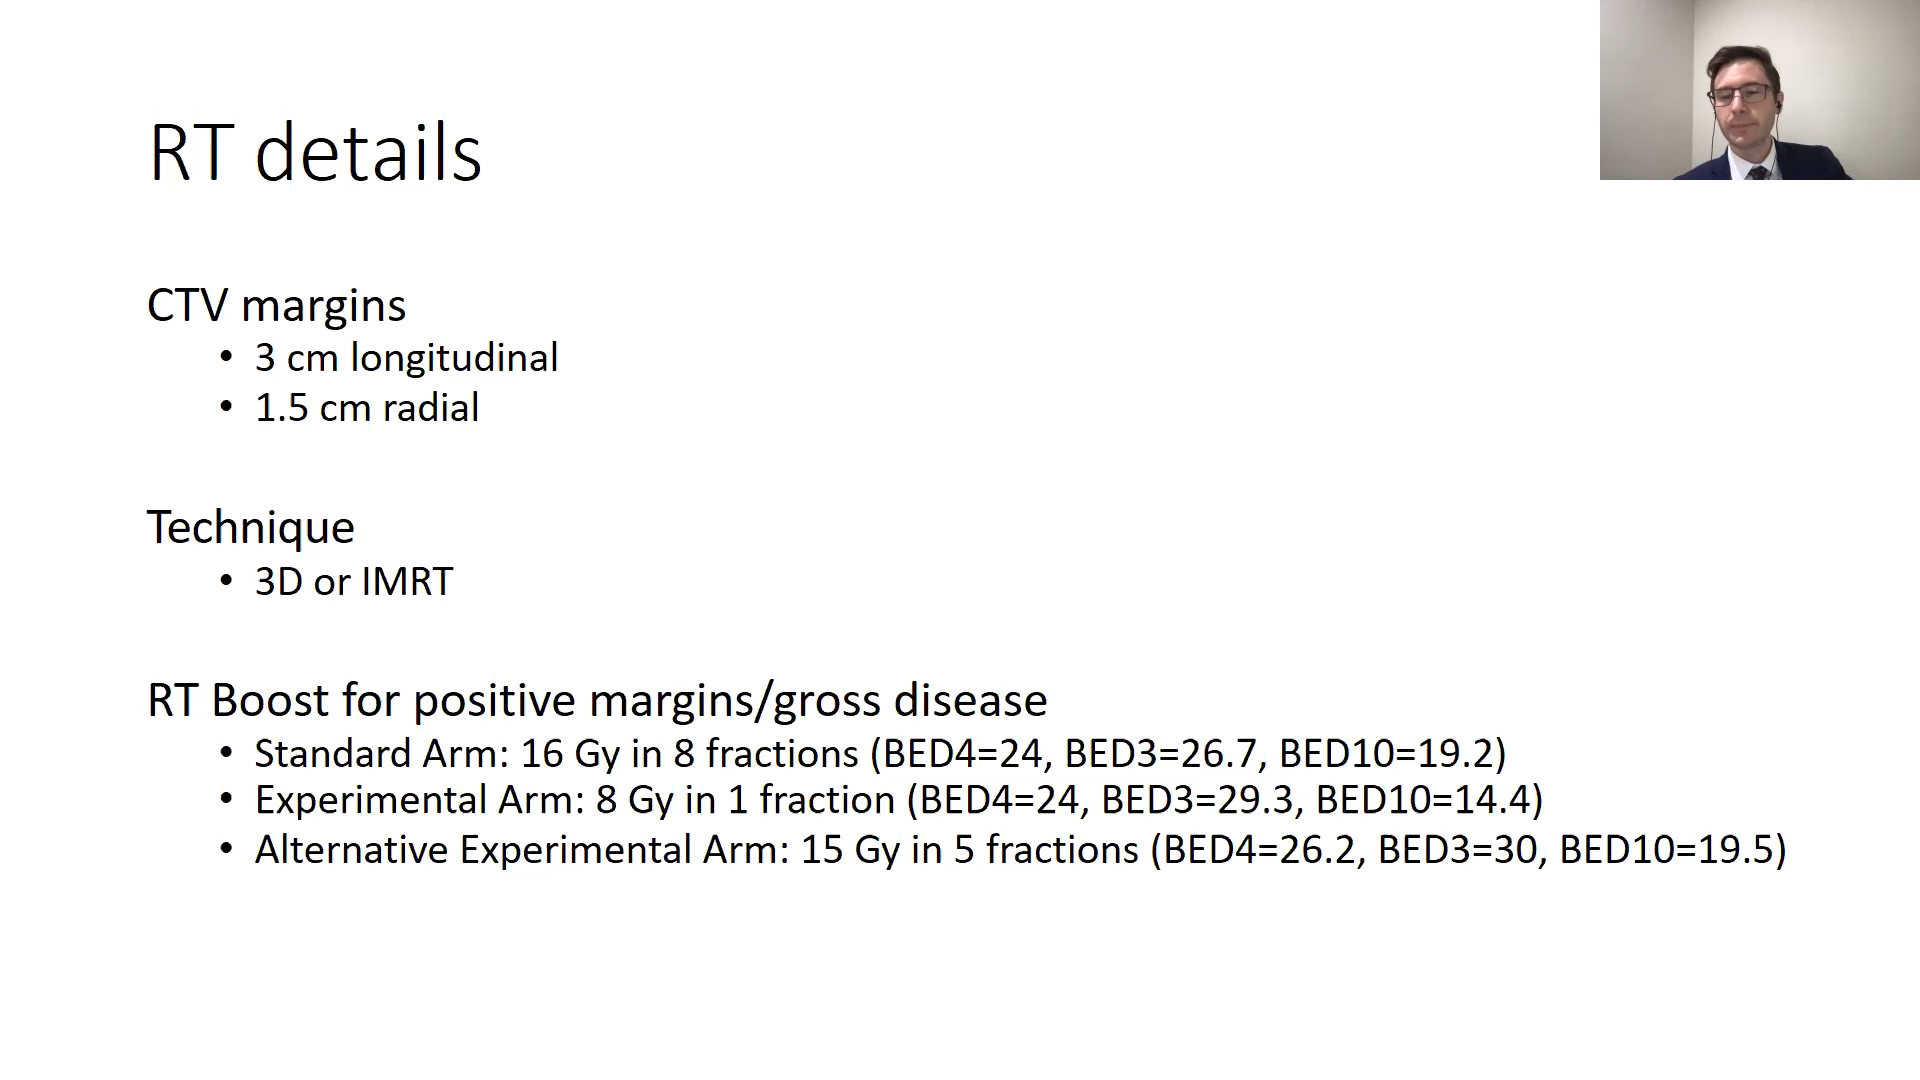 RT details
CTV margins
• 3 cm longitudinal
• 1.5 cm radial
Technique
• 3D or IMRT
RT Boost for positive margins/gross disease
• Standard Arm: 16 Gy in 8 fractions (BED4=24, BED3=26.7, BED10=19.2)
• Experimental Arm: 8 Gy in 1 fraction (BED4=24, BED3=29.3, BED10=14.4)
• Alternative Experimental Arm: 15 Gy in 5 fractions (BED4=26.2, BED3=30, BED10=19.5)